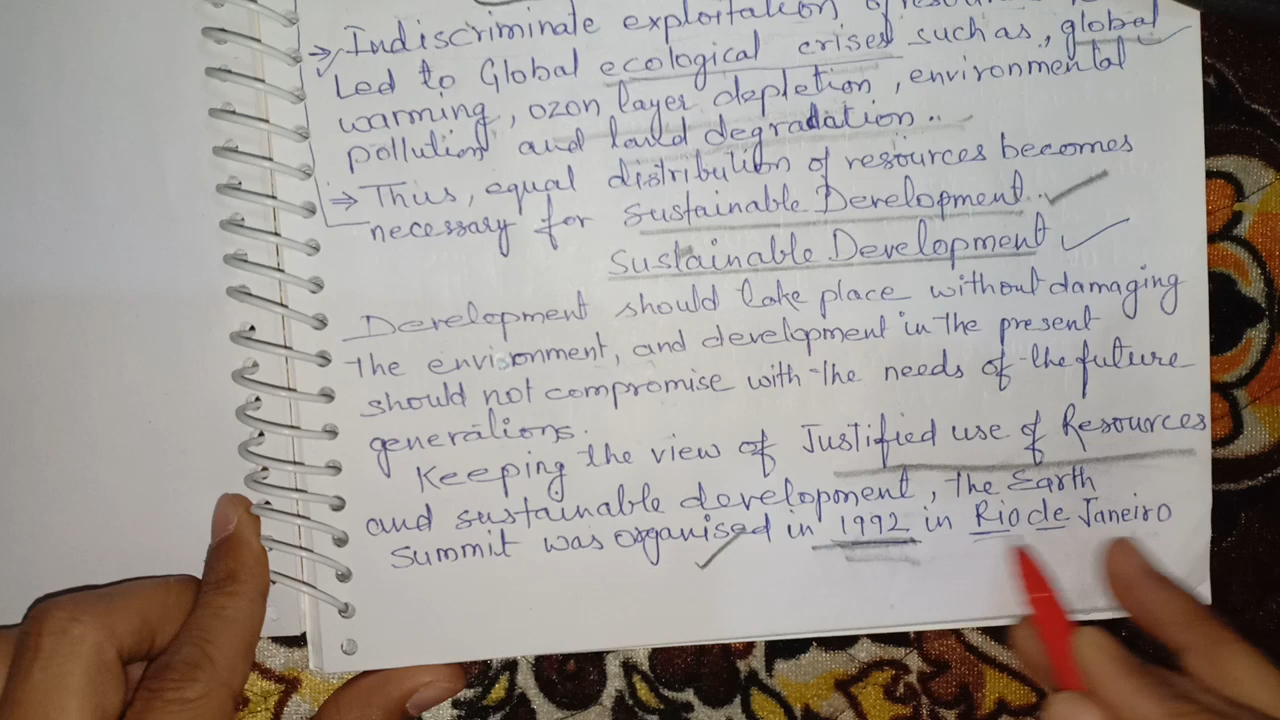 ⇒ Indiscriminate exploitation of
Led to Global ecological crises such as, global
warming, ozon layer depletion, environmental
pollution and land degradation..
⇒ Thus, equal distribution of resources becomes
necessary for Sustainable Development..
Sustainable Development
Development should take place without damaging
the environment, and development in the present
should not compromise with the needs of the future
generations.
Keeping the view of Justified use of Resources
and sustainable development, the Earth
Summit was organised in 1992 in Rio de Janeiro